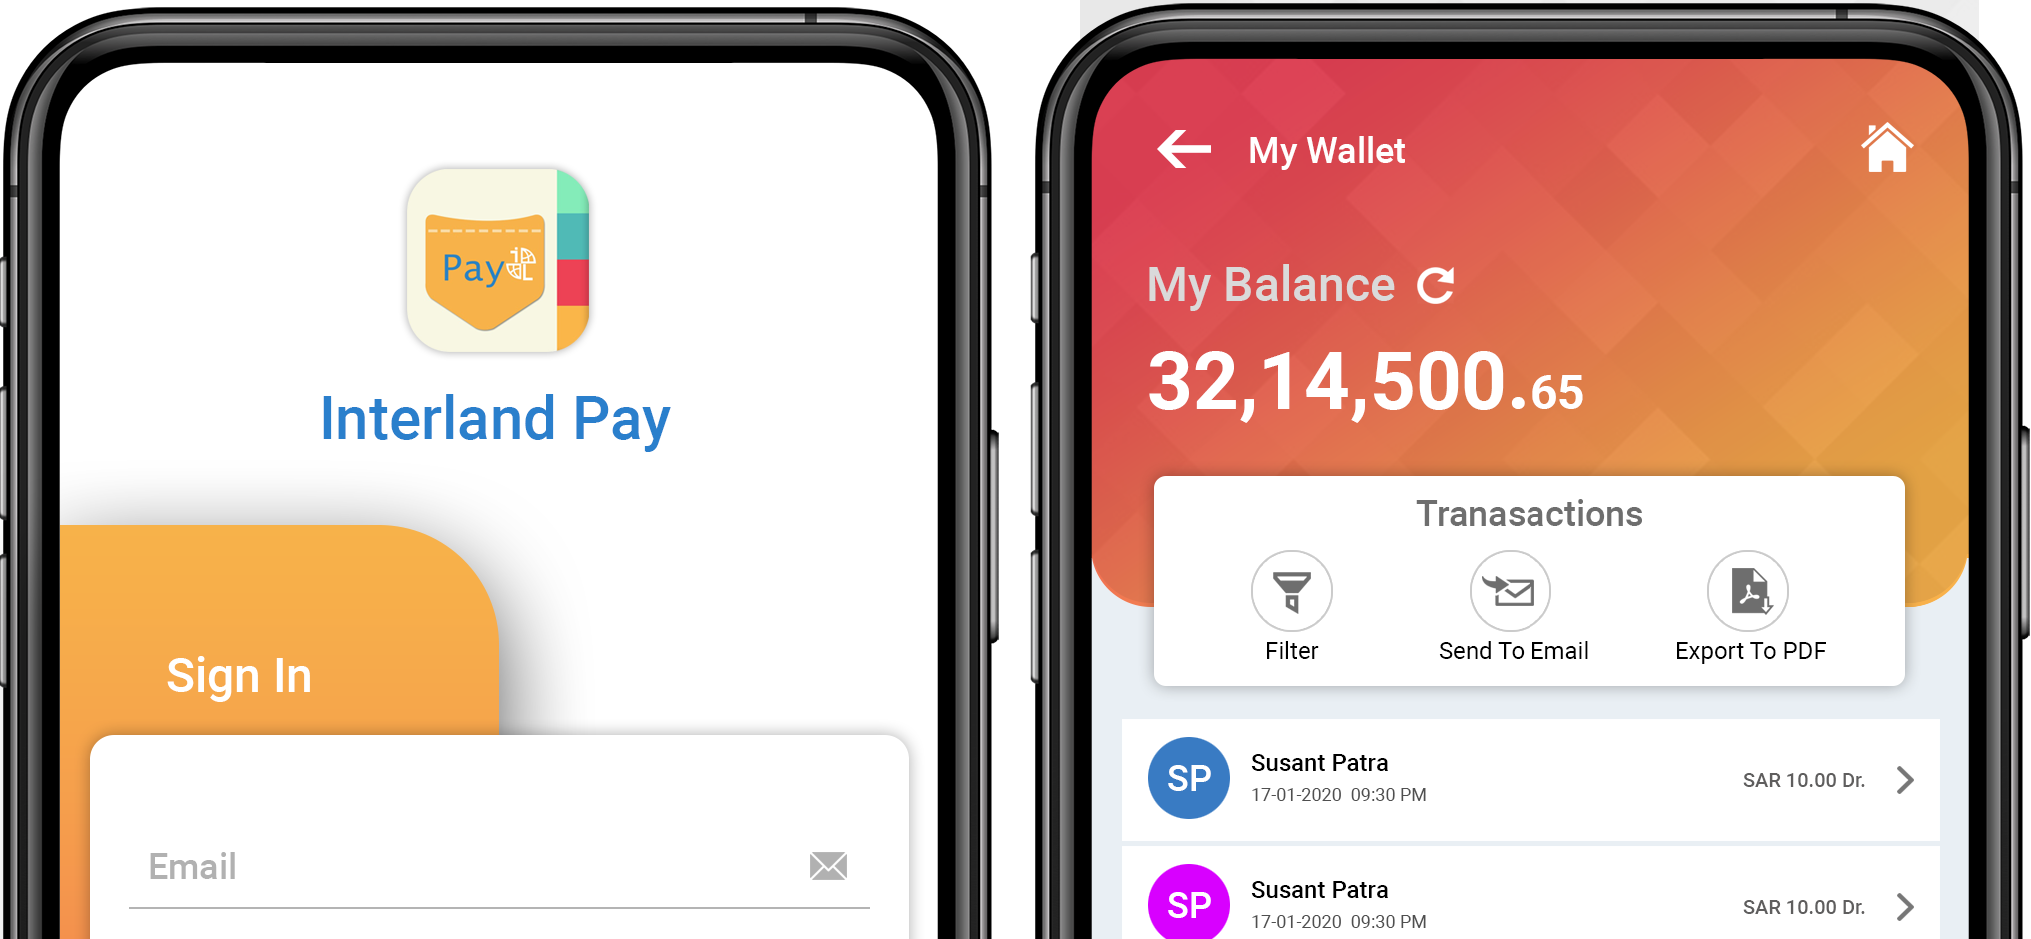 Pay
Interland Pay
Sign In
Email
My Wallet
My Balance
32,14,500.65
Tranasactions
Filter
Send To Email
Export To PDF
SP
Susant Patra
17-01-2020 09:30 PM
SAR 10.00 Dr.
SP
Susant Patra
17-01-2020 09:30 PM
SAR 10.00 Dr.